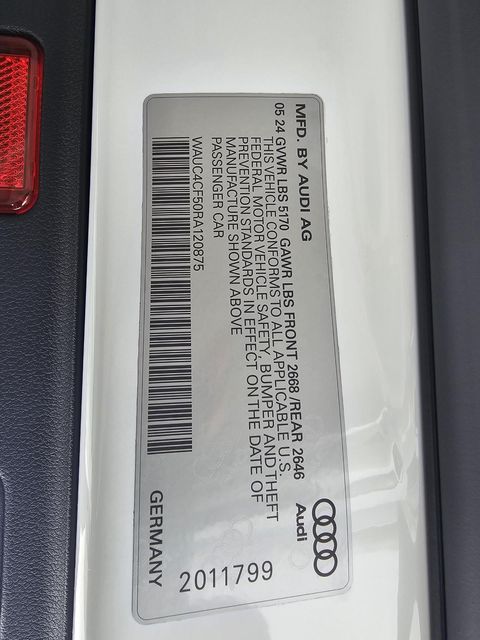 MFD. BY AUDI AG
05 24 GVWR LBS 5170 GAWR LBS FRONT 2668 /REAR 2646
THIS VEHICLE CONFORMS TO ALL APPLICABLE U.S.
FEDERAL MOTOR VEHICLE SAFETY, BUMPER AND THEFT
PREVENTION STANDARDS IN EFFECT ON THE DATE OF
MANUFACTURE SHOWN ABOVE
PASSENGER CAR
WAUC4CF50RA120875
Audi
2011799
GERMANY